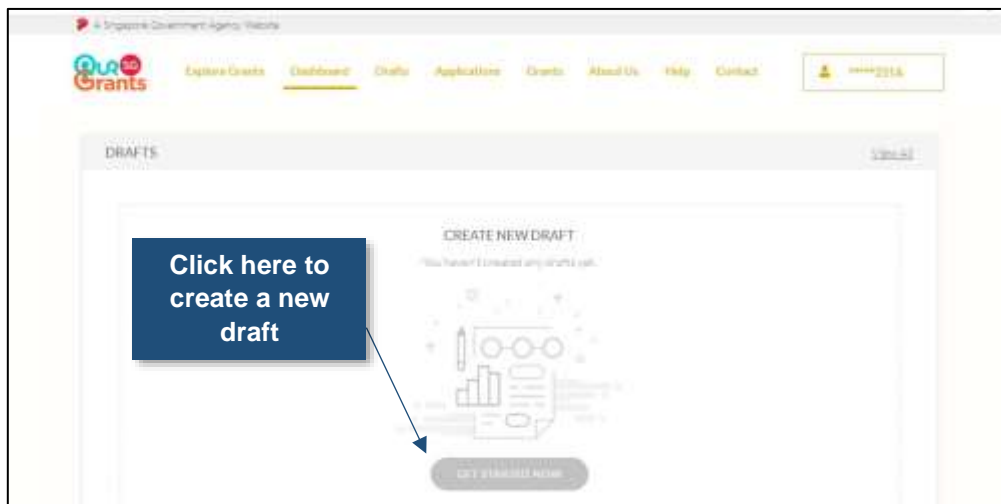 A Singapore Government Agency Website
OUR SG
Grants
Explore Grants Dashboard Drafts Applications Grants About Us Help Contact
DRAFTS View All
CREATE NEW DRAFT
You haven't created any drafts yet.
Click here to
create a new
draft
GET STARTED NOW